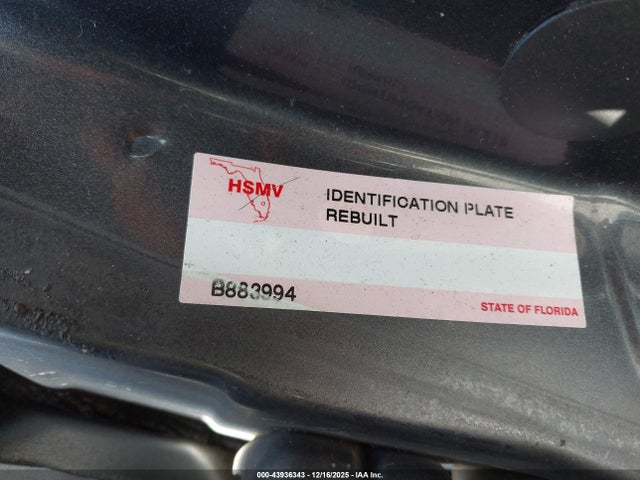 HSMV
IDENTIFICATION PLATE
REBUILT
B883994
STATE OF FLORIDA
000-43936343 - 12/16/2025 - IAA Inc.